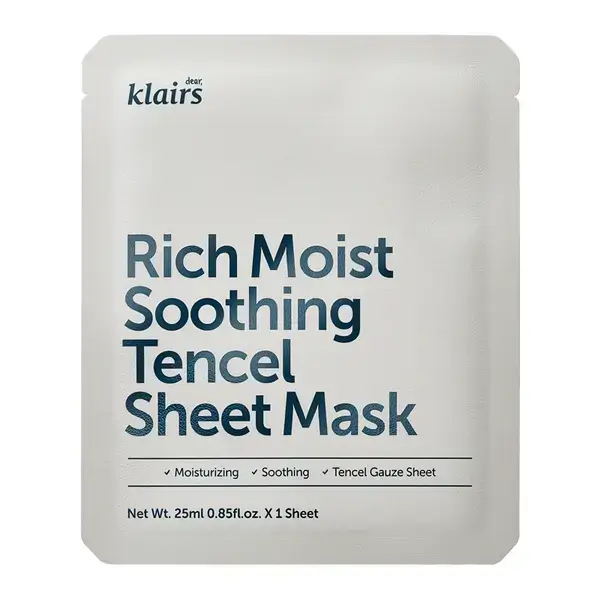 dear,
klairs
Rich Moist
Soothing
Tencel
Sheet Mask
✓ Moisturizing ✓ Soothing ✓ Tencel Gauze Sheet
Net Wt. 25ml 0.85fl.oz. X 1 Sheet